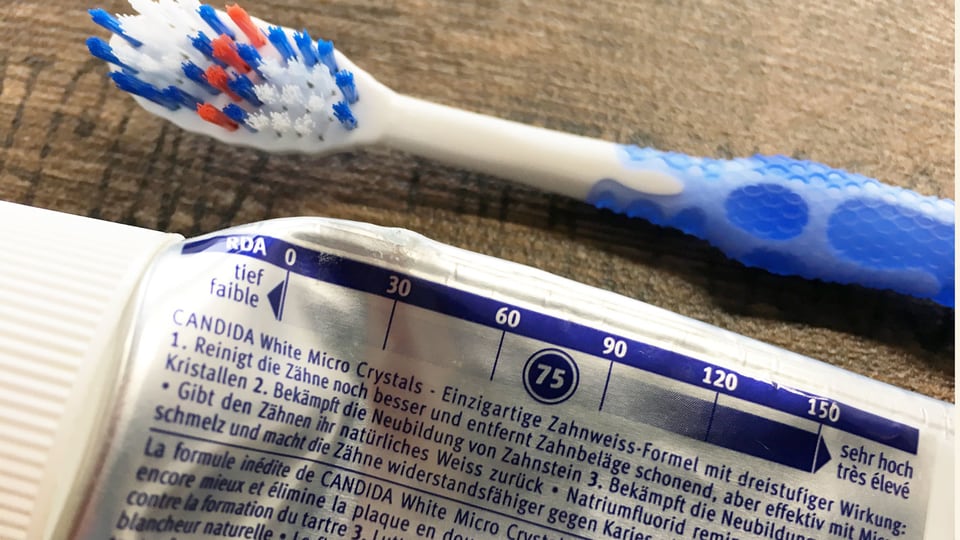 RDA 0 30 60 90 120 150
tief
faible
75
sehr hoch
très élevé
CANDIDA White Micro Crystals - Einzigartige Zahnweiss-Formel mit dreistufiger Wirkung:
1. Reinigt die Zähne noch besser und entfernt Zahnbeläge schonend, aber effektiv mit
Kristallen 2. Bekämpft die Neubildung von Zahnstein 3. Bekämpft die Neubildung
• Gibt den Zähnen ihr natürliches Weiss zurück • Natriumfluorid
schmelz und macht die Zähne widerstandsfähiger gegen Karies
La formule inédite de CANDIDA White Micro
encore mieux et élimine la plaque en
contre la formation du tartre 3.
blancheur naturelle •